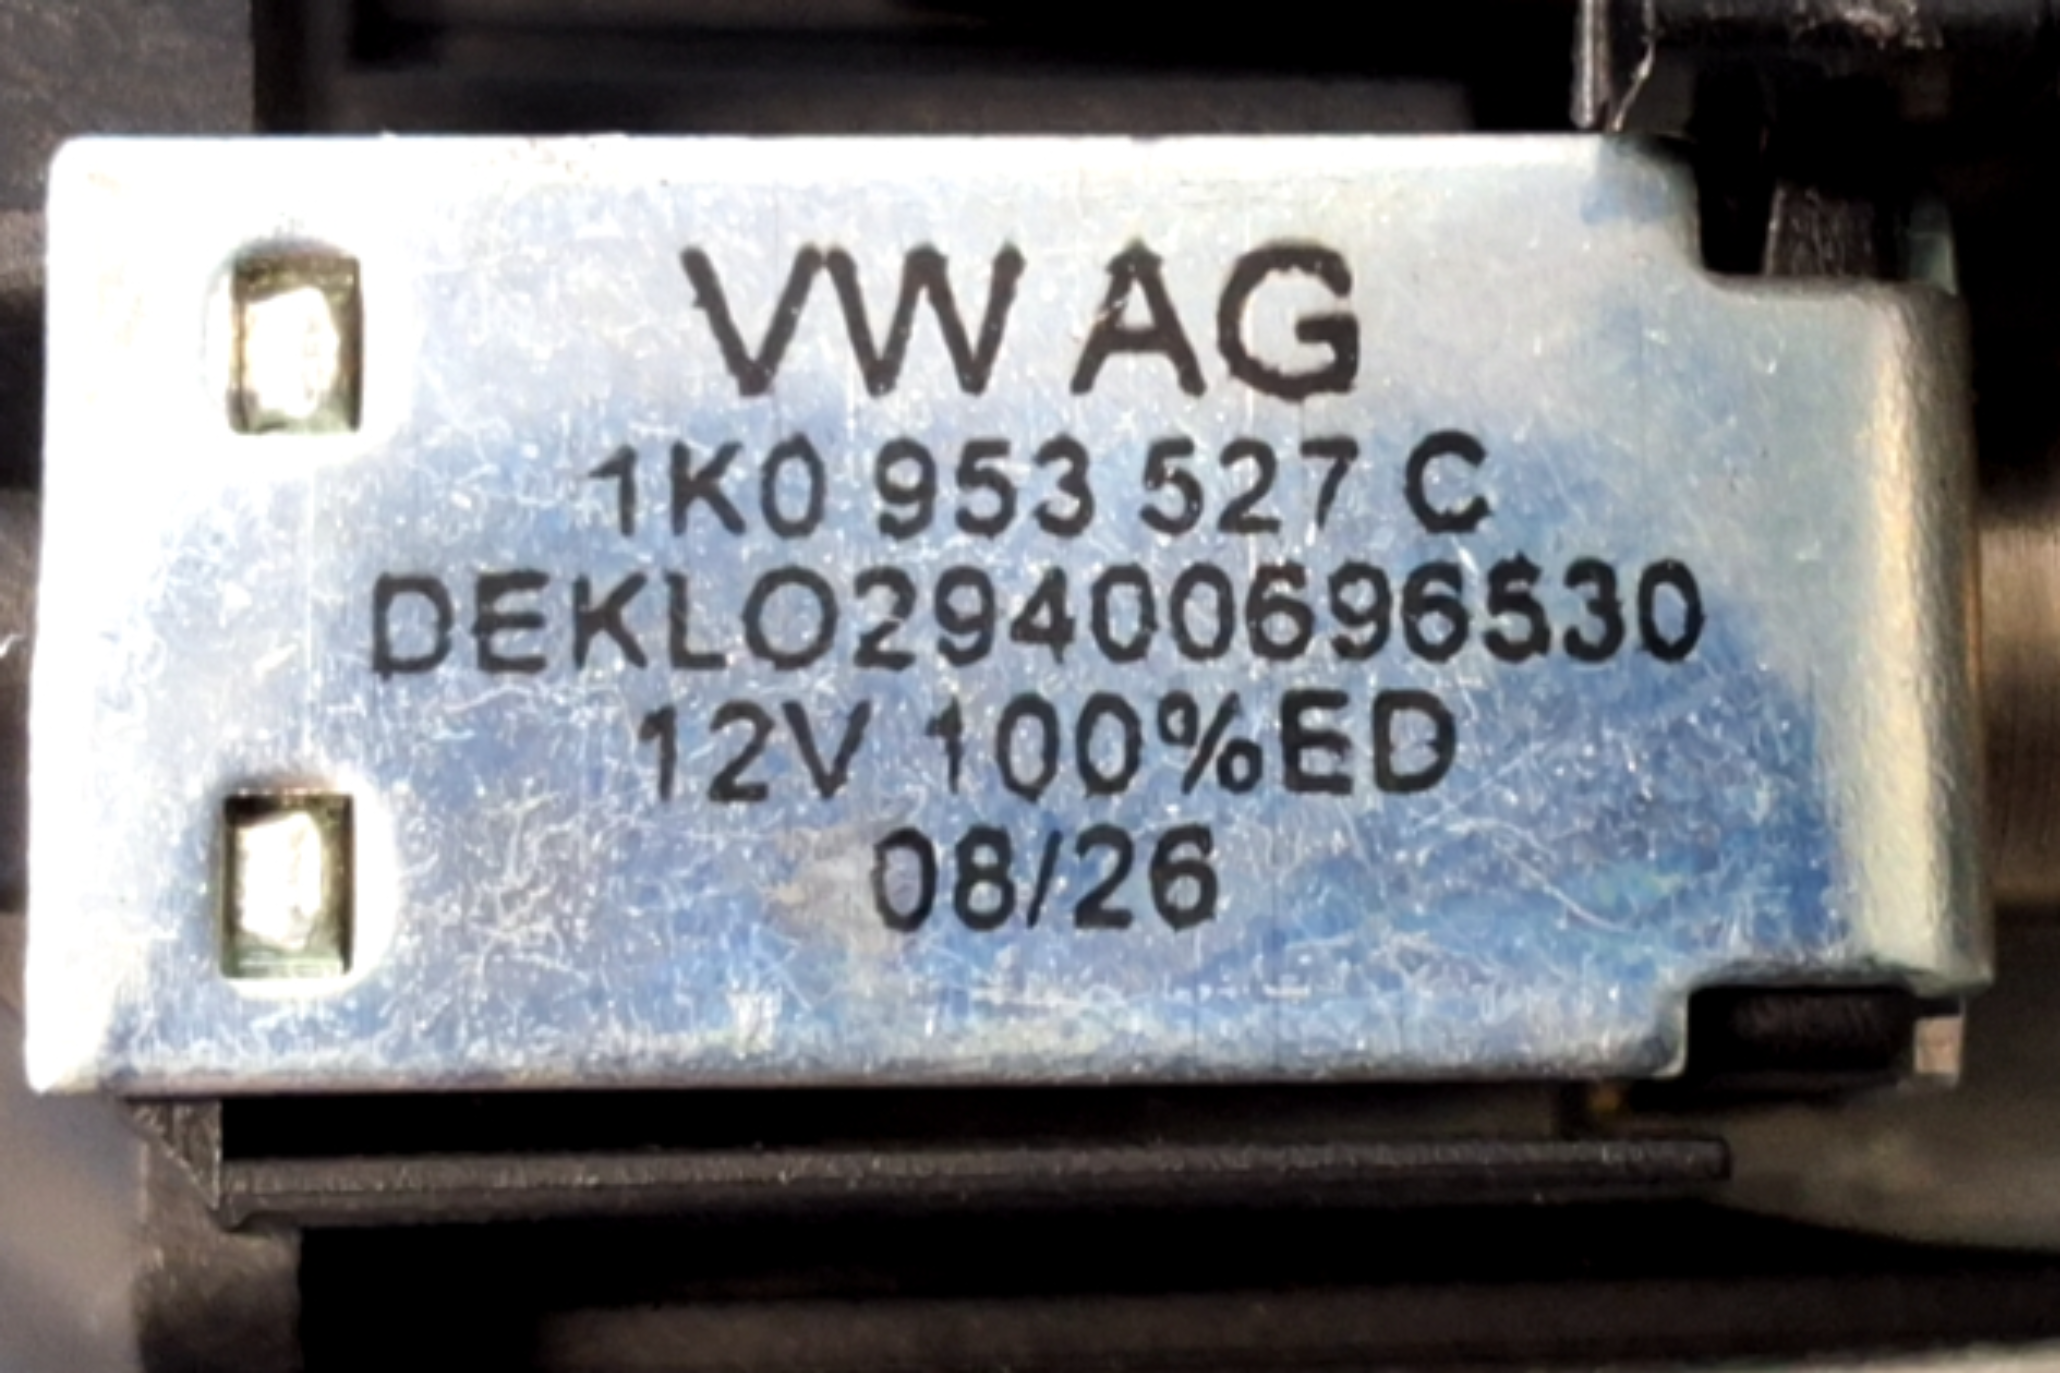 VW AG
1K0 953 527 C
DEKLO29400696530
12V 100%ED
08/26